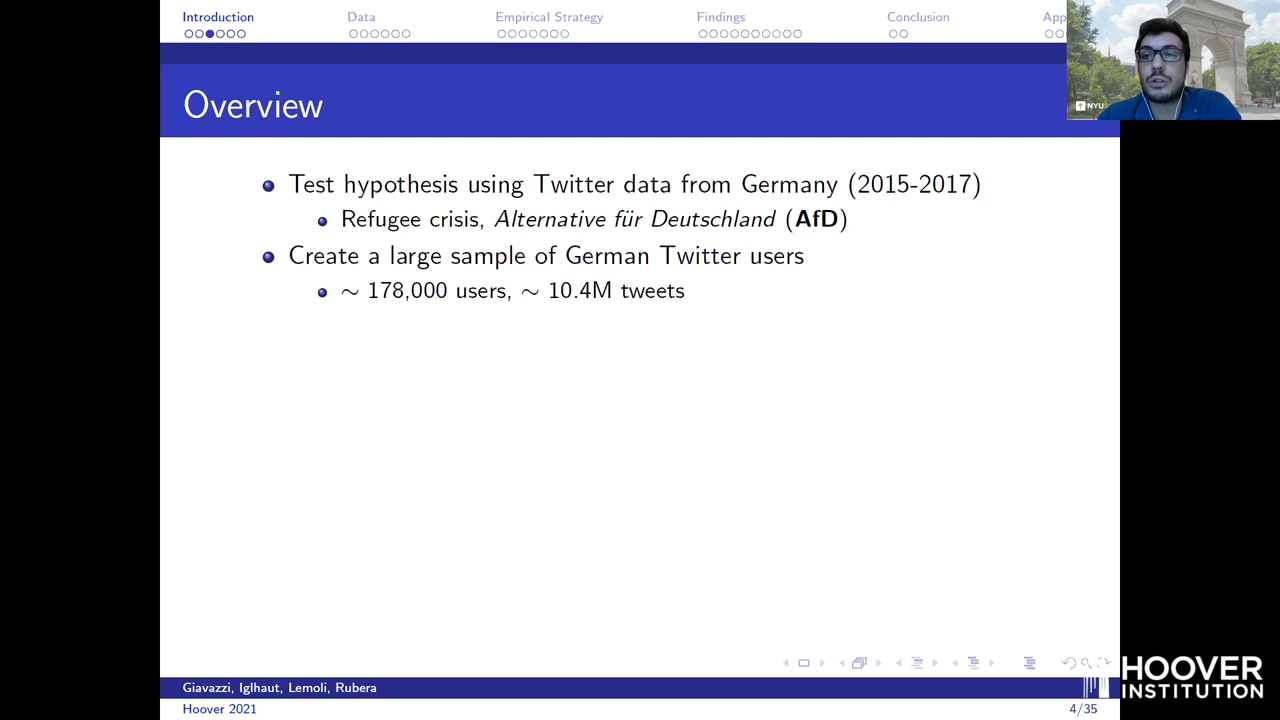 Introduction
Data
Empirical Strategy
Findings
Conclusion
App
Overview
NYU
Test hypothesis using Twitter data from Germany (2015-2017)
Refugee crisis, Alternative für Deutschland (AfD)
Create a large sample of German Twitter users
∼ 178,000 users, ∼ 10.4M tweets
Giavazzi, Iglhaut, Lemoli, Rubera
Hoover 2021
4/35
HOOVER
INSTITUTION